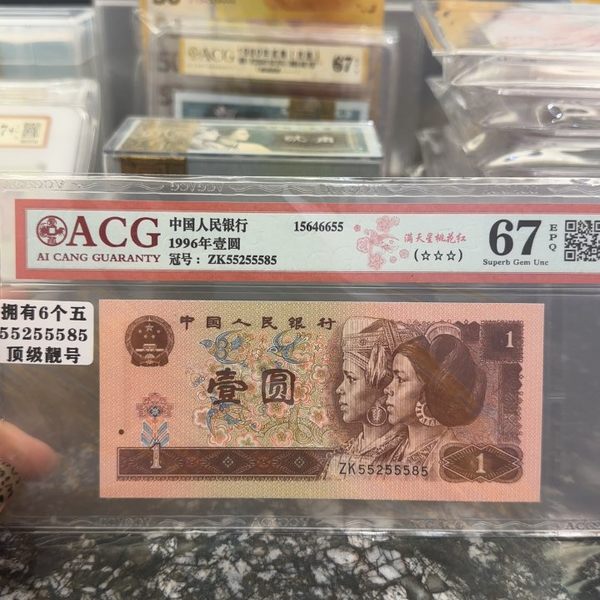 ACG
67
ACG
AI CANG GUARANTY
中国人民银行
1996年壹圆
冠号：ZK55255585
15646655
满天星桃花红
(☆☆☆)
67
EPQ
Superb Gem Unc
拥有6个五
55255585
顶级靓号
中国人民银行
壹圆
1
1
ZK55255585
1